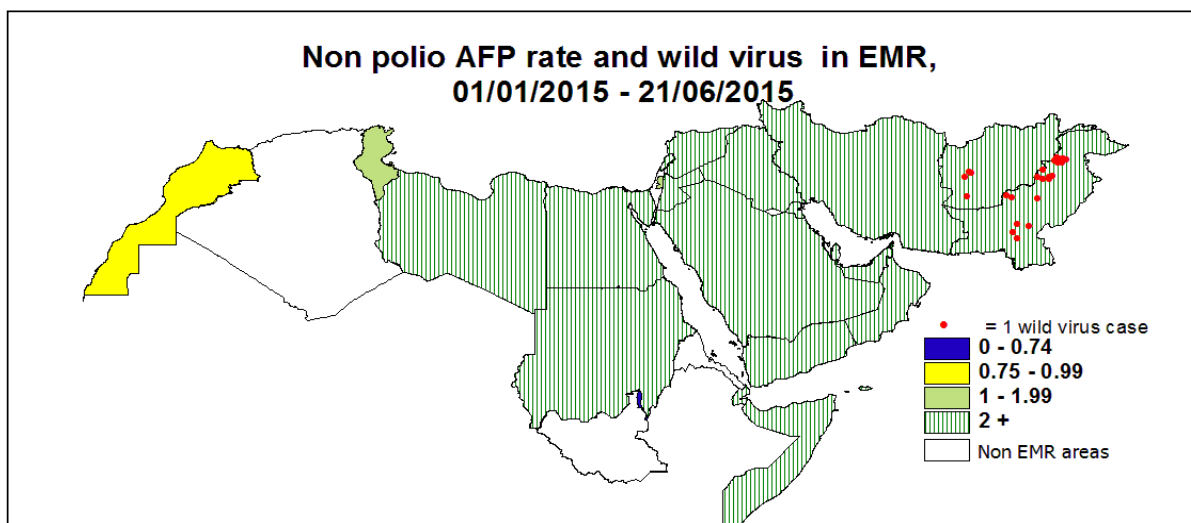 Non polio AFP rate and wild virus in EMR,
01/01/2015 - 21/06/2015
= 1 wild virus case
0 - 0.74
0.75 - 0.99
1 - 1.99
2 +
Non EMR areas